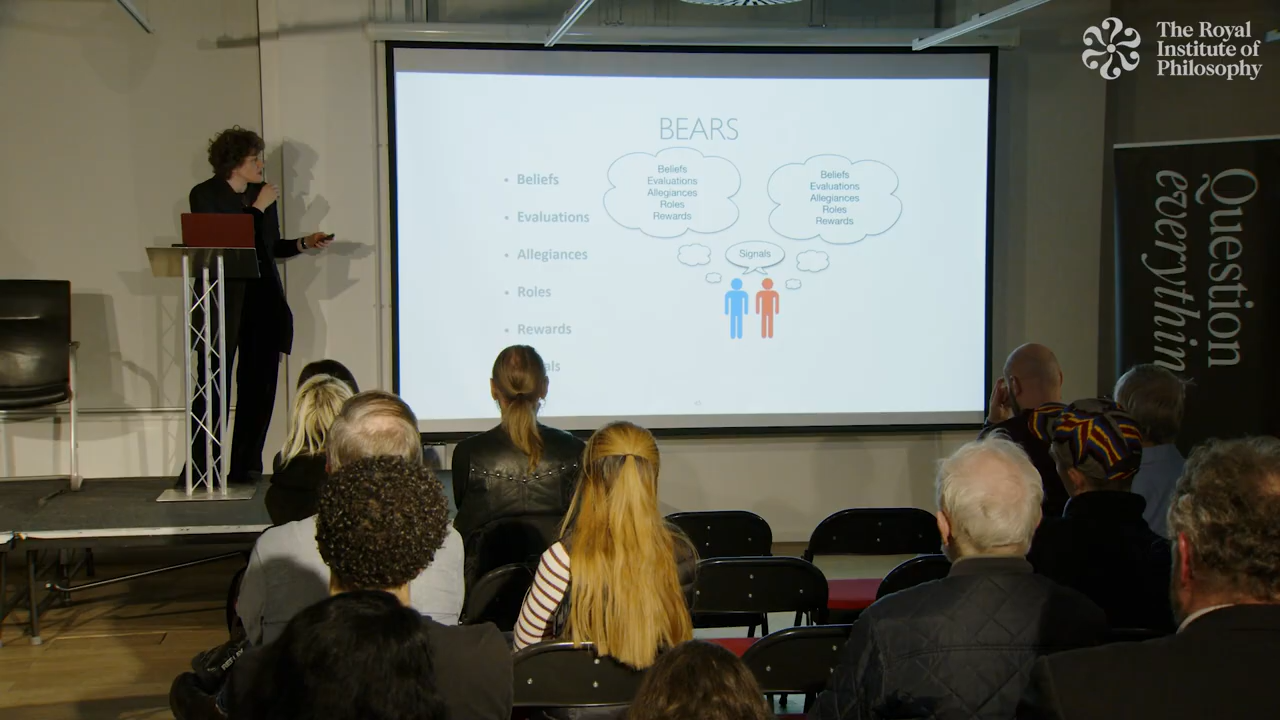 The Royal
Institute of
Philosophy
BEARS
• Beliefs
• Evaluations
• Allegiances
• Roles
• Rewards
Beliefs
Evaluations
Allegiances
Roles
Rewards
Beliefs
Evaluations
Allegiances
Roles
Rewards
Signals
Question